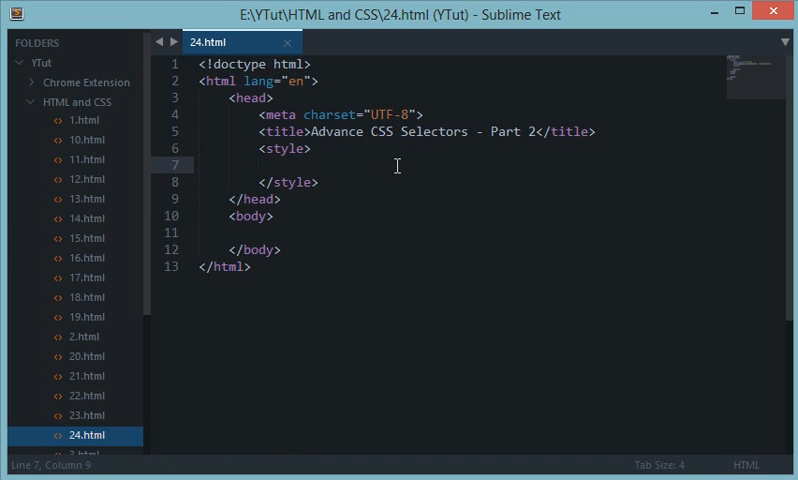 E:\YTut\HTML and CSS\24.html (YTut) - Sublime Text
FOLDERS
YTut
Chrome Extension
HTML and CSS
1.html
10.html
11.html
12.html
13.html
14.html
15.html
16.html
17.html
18.html
19.html
2.html
20.html
21.html
22.html
23.html
24.html
3.html
24.html
1 <!doctype html>
2 <html lang="en">
3 <head>
4 <meta charset="UTF-8">
5 <title>Advance CSS Selectors - Part 2</title>
6 <style>
7
8 </style>
9 </head>
10 <body>
11
12 </body>
13 </html>
Line 7, Column 9
Tab Size: 4
HTML